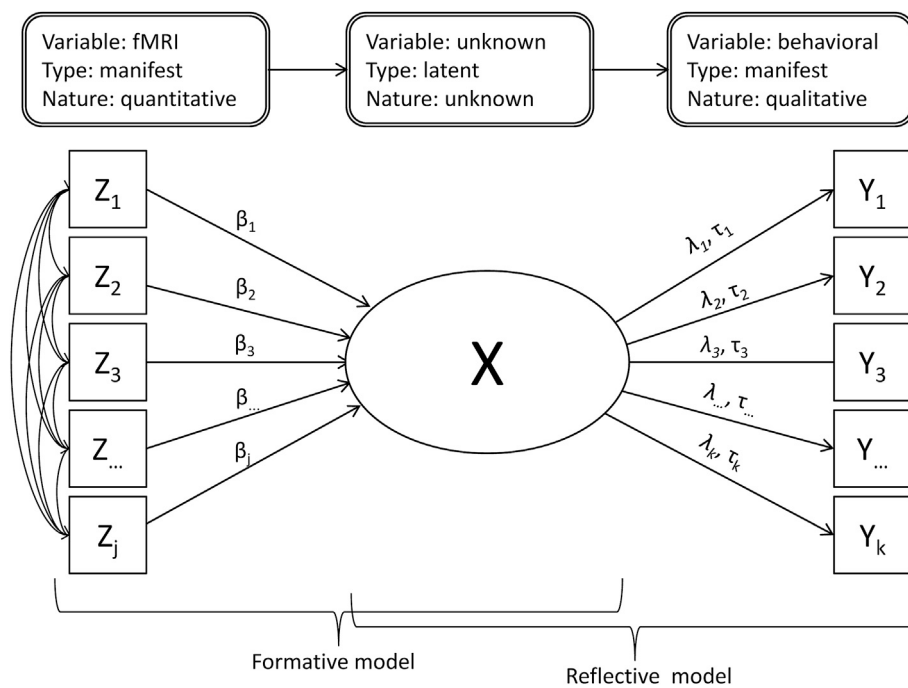 Variable: fMRI
Type: manifest
Nature: quantitative
Variable: unknown
Type: latent
Nature: unknown
Variable: behavioral
Type: manifest
Nature: qualitative
Z1
Z2
Z3
Z...
Zj
β1
β2
β3
β...
βj
X
λ1, τ1
λ2, τ2
λ3, τ3
λ..., τ...
λk, τk
Y1
Y2
Y3
Y...
Yk
Formative model
Reflective model